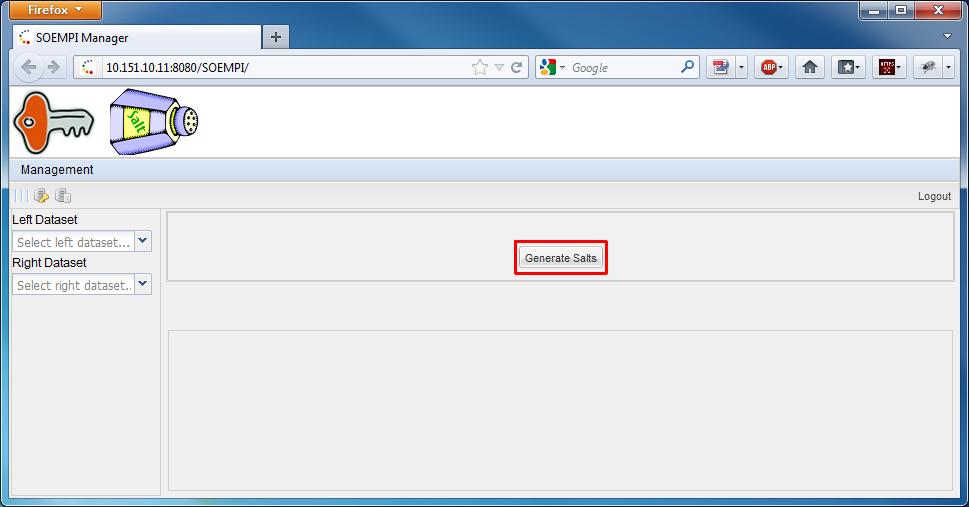 Firefox
SOEMPI Manager
10.151.10.11:8080/SOEMPI/
Google
ABP
HTTPS
Salt
Management
Logout
Left Dataset
Select left dataset...
Right Dataset
Select right dataset..
Generate Salts